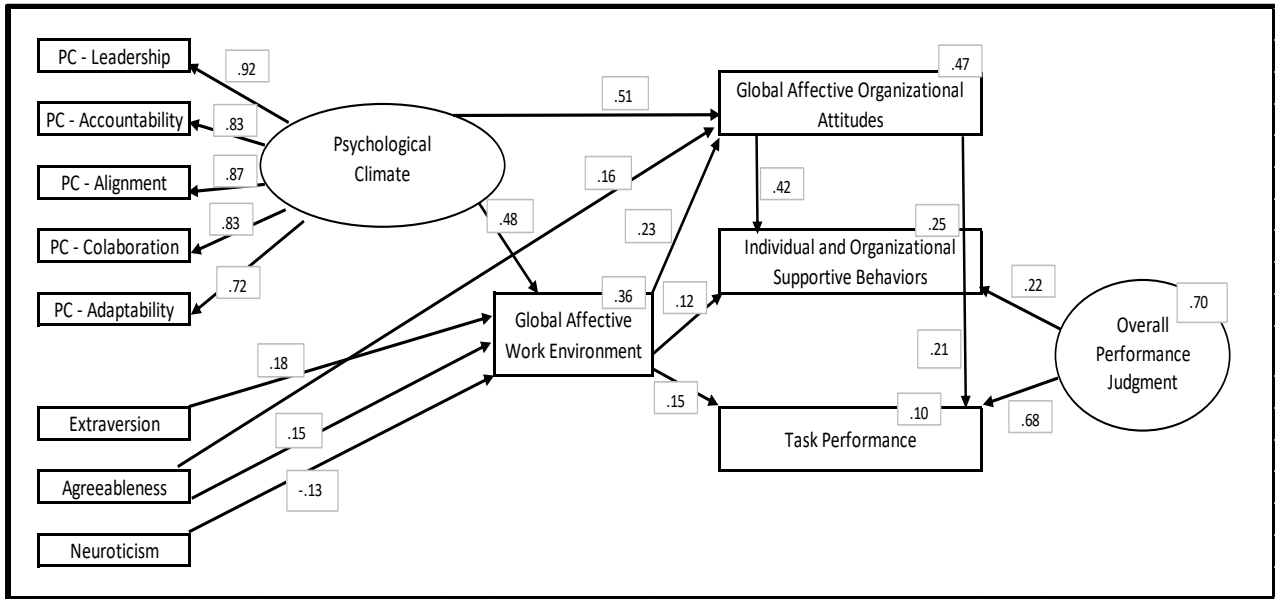 PC - Leadership
PC - Accountability
PC - Alignment
PC - Colaboration
PC - Adaptability
Extraversion
Agreeableness
Neuroticism
.92
.83
.87
.83
.72
Psychological
Climate
.51
.16
.48
.23
.18
.15
-.13
.36
Global Affective
Work Environment
.12
.15
.47
Global Affective Organizational
Attitudes
.42
.25
Individual and Organizational
Supportive Behaviors
.21
.10
Task Performance
.22
.68
.70
Overall
Performance
Judgment